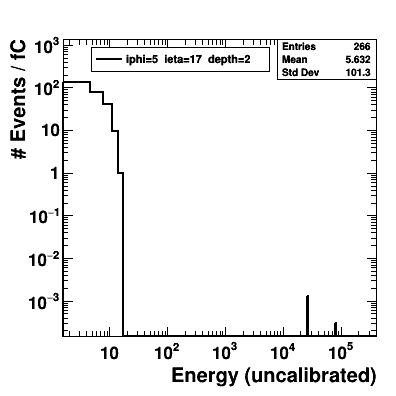 iphi=5 ieta=17 depth=2
Entries 266
Mean 5.632
Std Dev 101.3
# Events / fC
10³
10²
10
1
10⁻¹
10⁻²
10⁻³
10 10² 10³ 10⁴ 10⁵
Energy (uncalibrated)